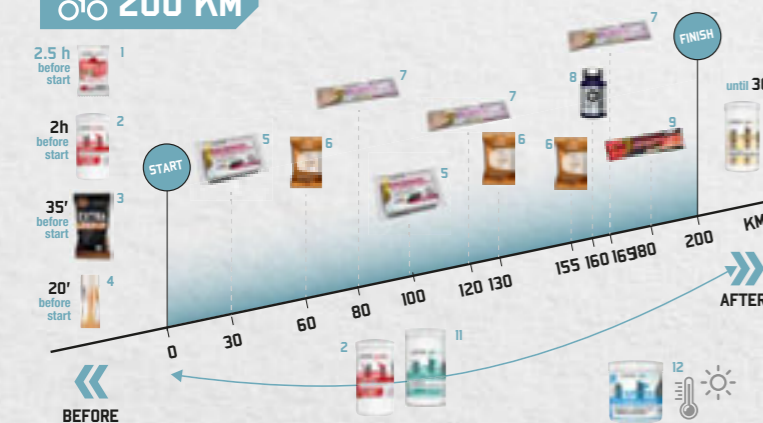 200 KM
2.5 h
before
start
1
2h
before
start
2
35'
before
start
3
20'
before
start
4
START
5
6
7
5
7
6
6
8
7
9
FINISH
until 30
0
30
60
80
100
120
130
155
160
165
180
200
KM
BEFORE
AFTER
2
11
12